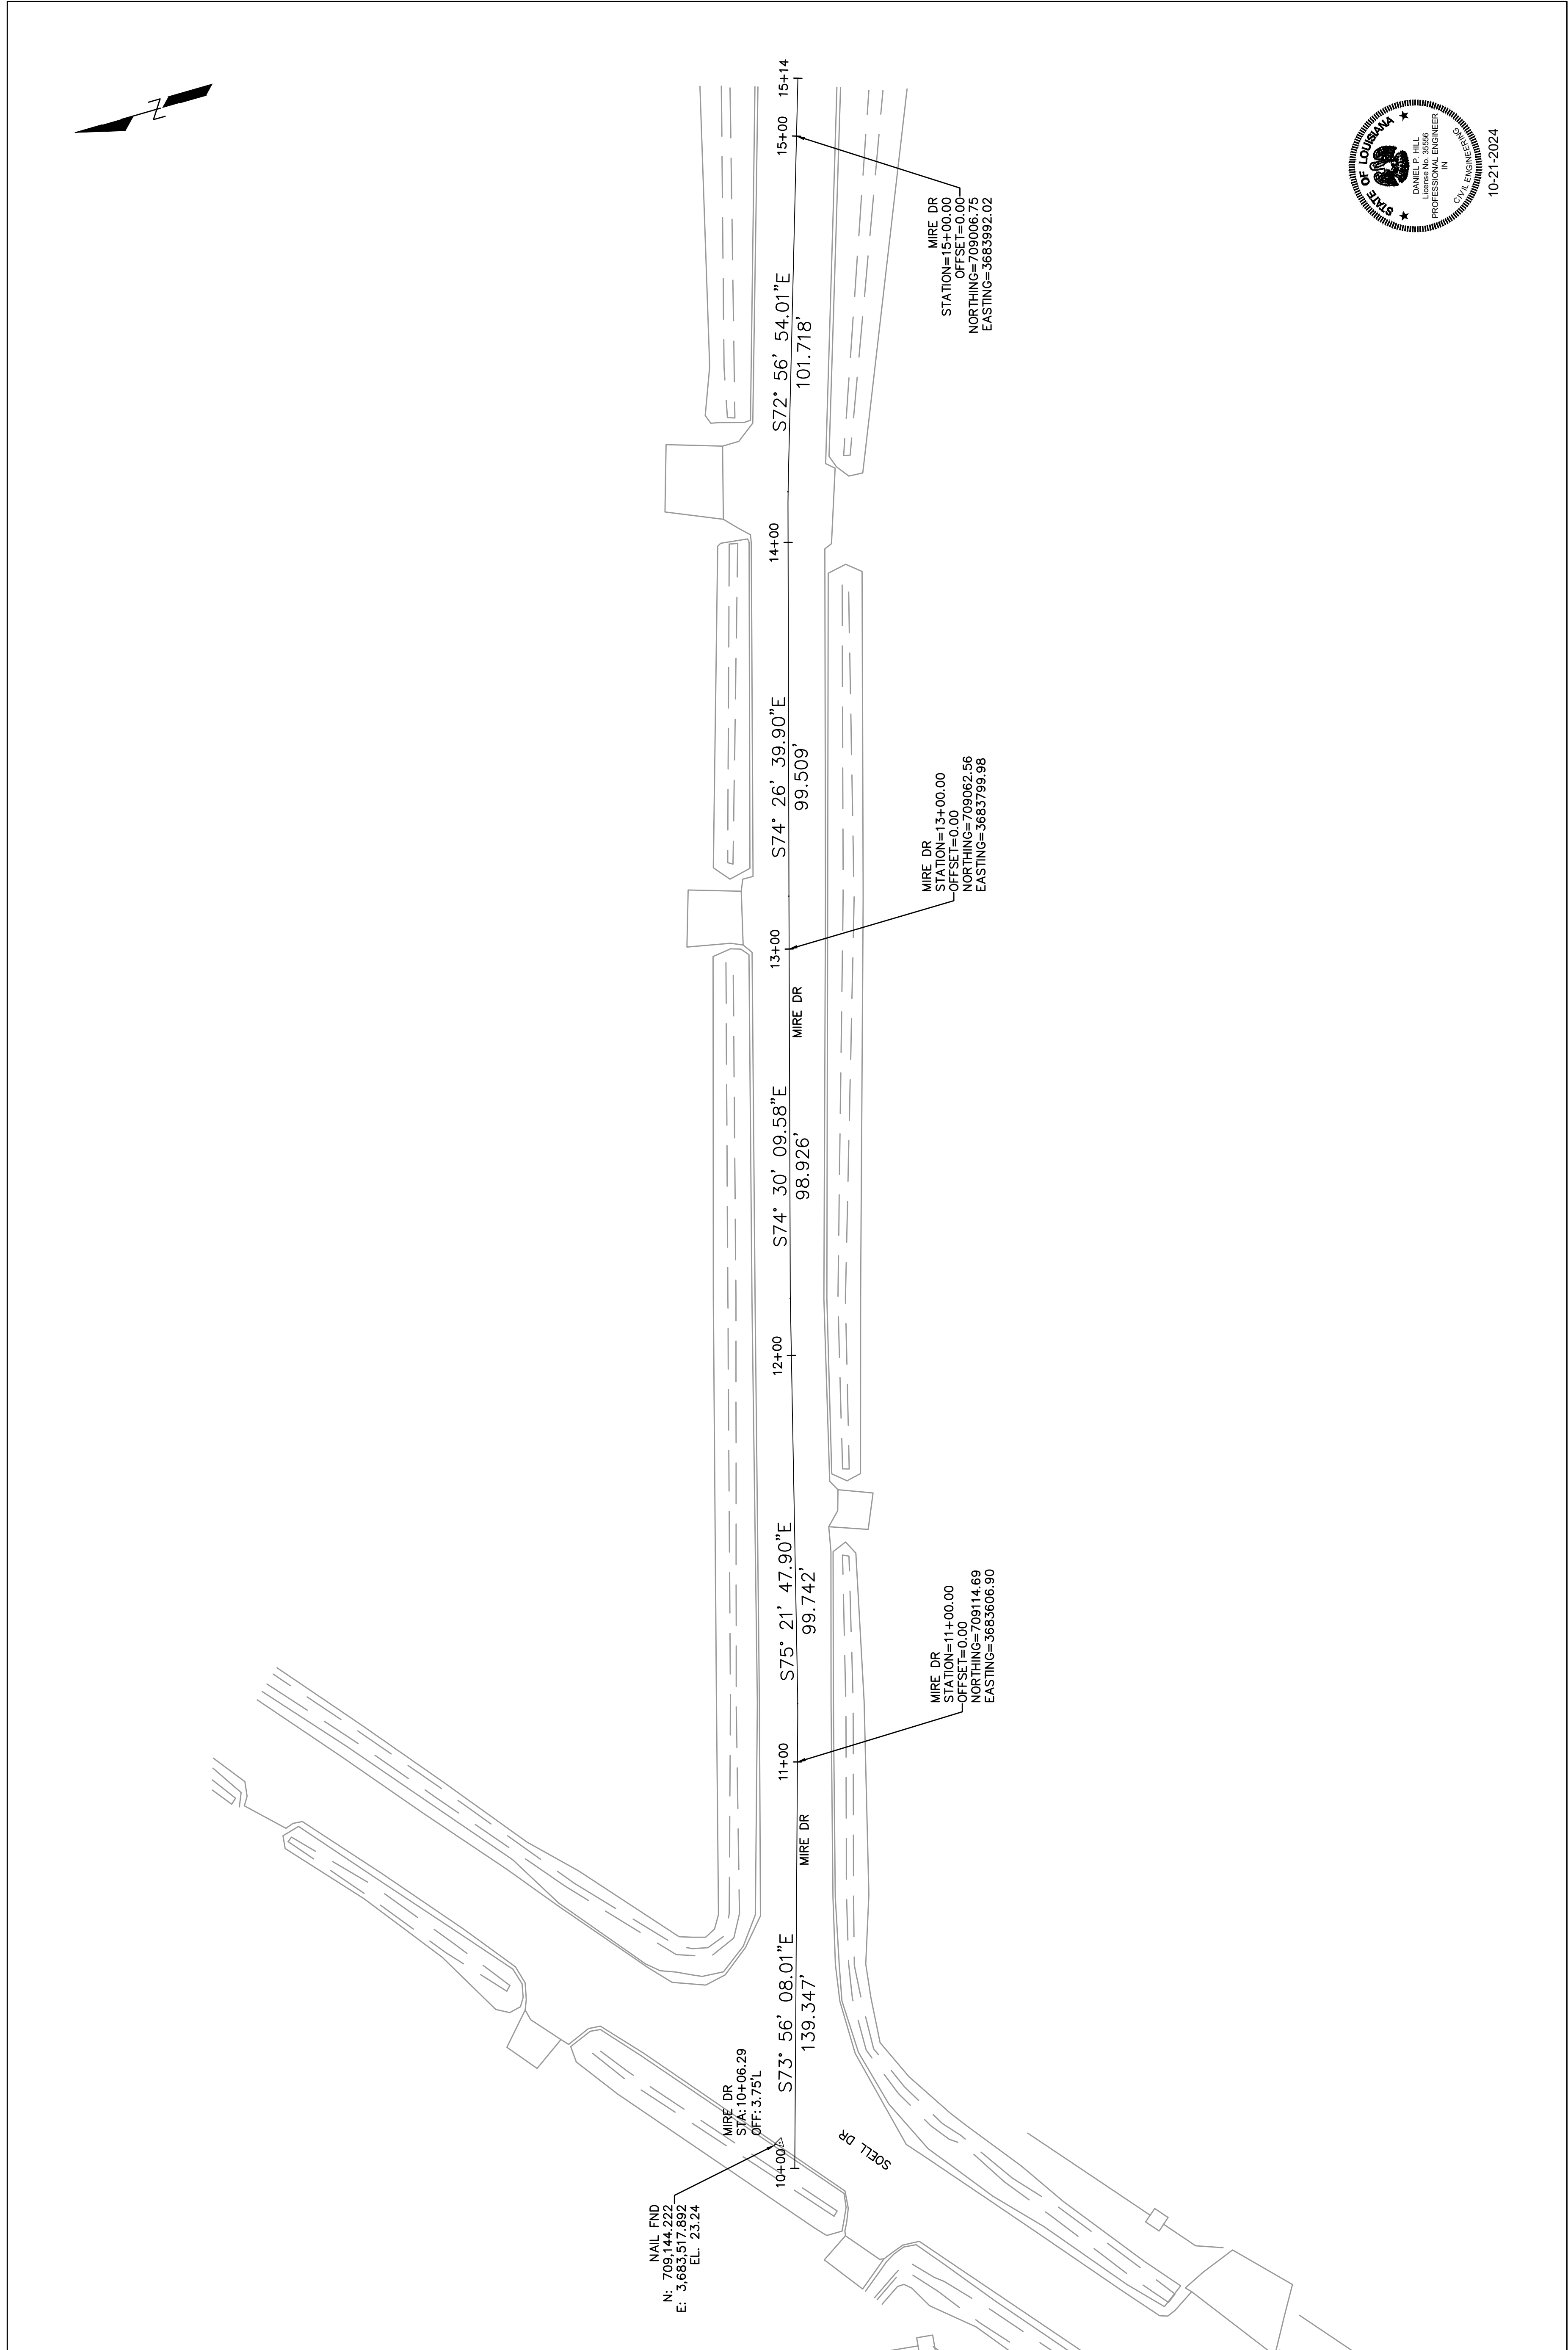 NAIL FND
N: 709,144.222
E: 3,683,517.892
EL. 23.24
MIRE DR
STA:10+06.29
OFF:3.75'L
10+00
SOELL DR
S73° 56' 08.01"E
139.347'
MIRE DR
11+00
MIRE DR
STATION=11+00.00
OFFSET=0.00
NORTHING=709114.69
EASTING=3683606.90
S75° 21' 47.90"E
99.742'
12+00
S74° 30' 09.58"E
98.926'
MIRE DR
13+00
MIRE DR
STATION=13+00.00
OFFSET=0.00
NORTHING=709062.56
EASTING=3683799.98
S74° 26' 39.90"E
99.509'
14+00
S72° 56' 54.01"E
101.718'
MIRE DR
STATION=15+00.00
OFFSET=0.00
NORTHING=709006.75
EASTING=3683992.02
15+00
15+14
Z
STATE OF LOUISIANA
DANIEL P. HILL
License No. 35556
PROFESSIONAL ENGINEER
IN
CIVIL ENGINEERING
10-21-2024